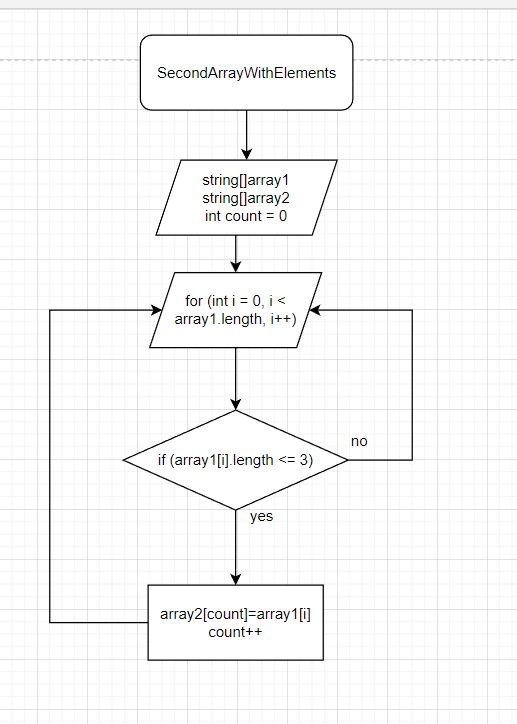 SecondArrayWithElements
string[]array1
string[]array2
int count = 0
for (int i = 0, i <
array1.length, i++)
if (array1[i].length <= 3)
no
yes
array2[count]=array1[i]
count++